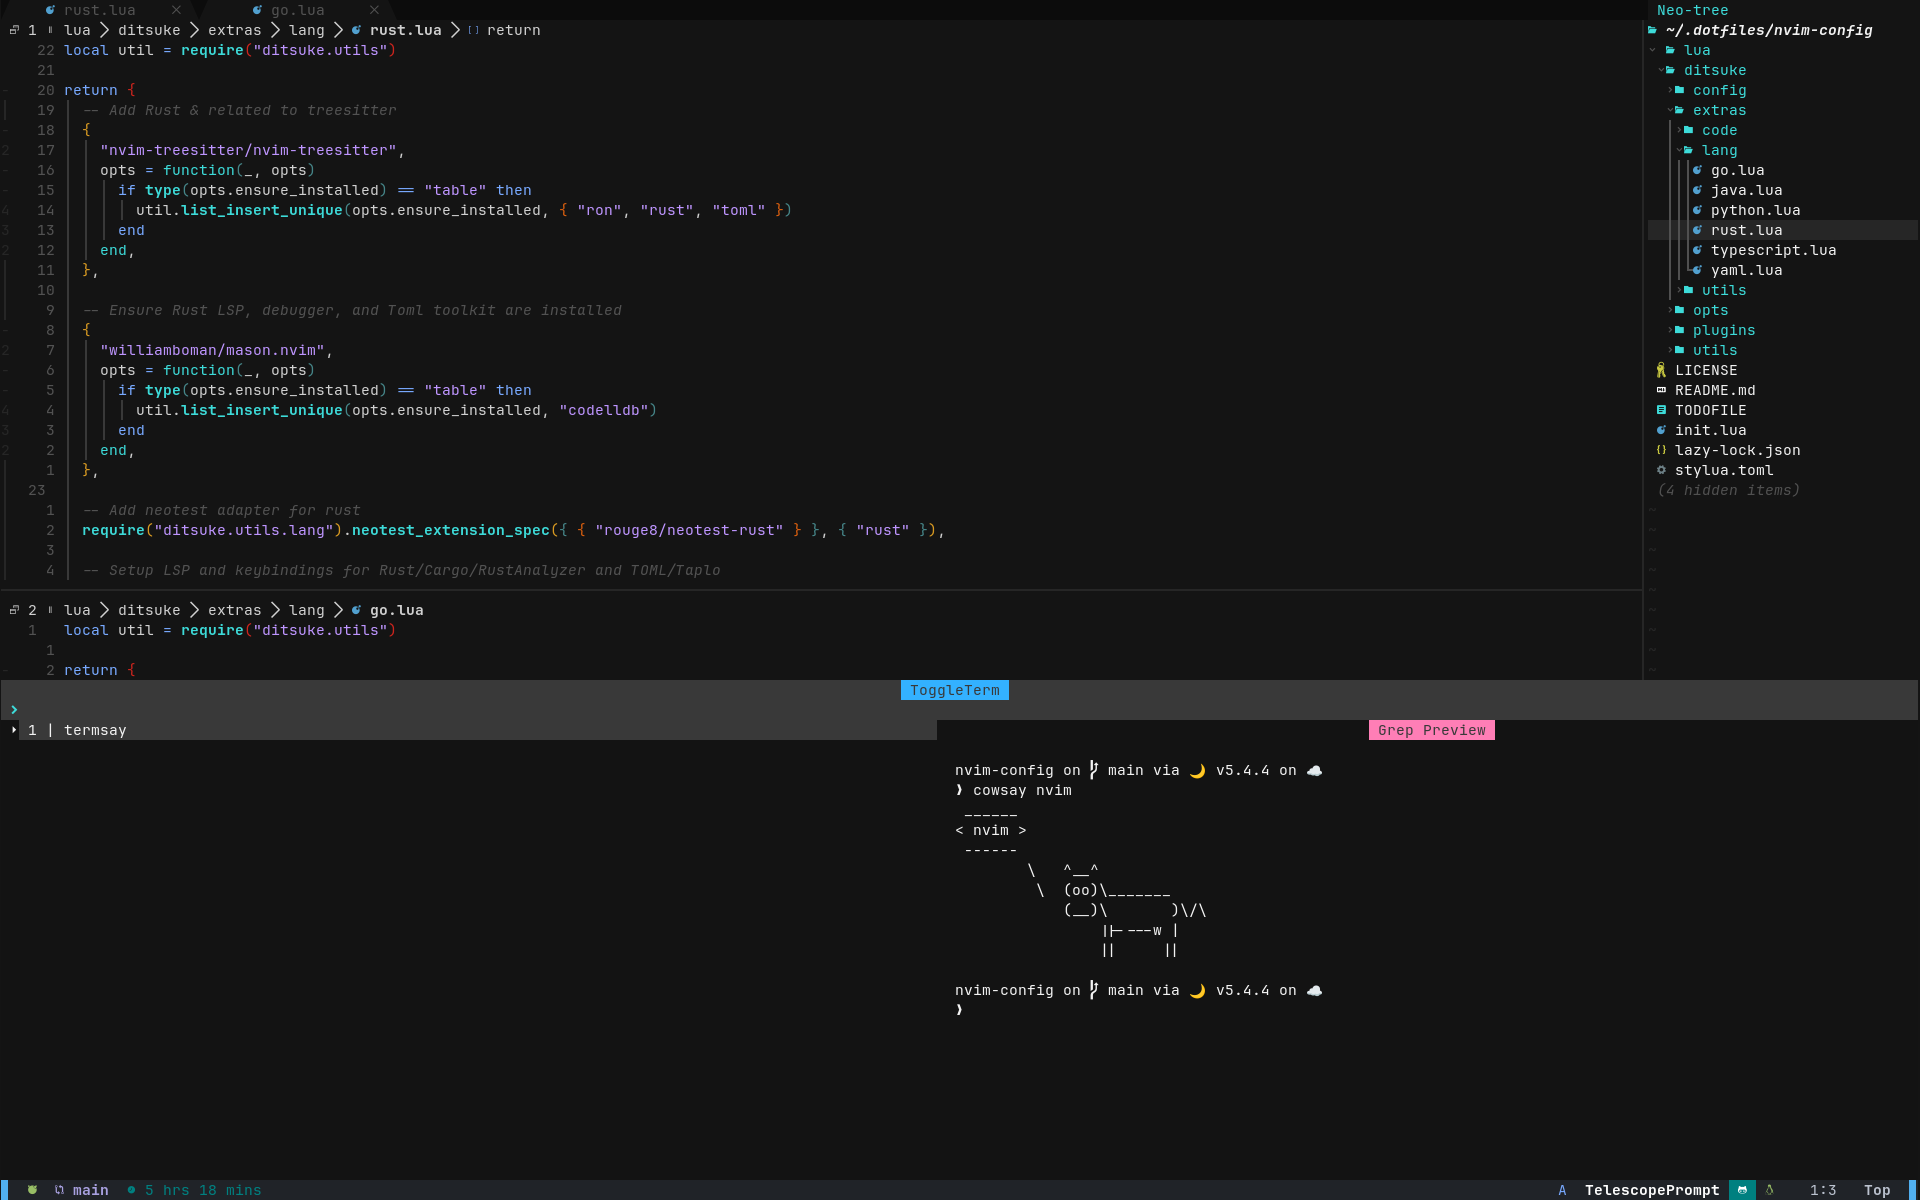 rust.lua go.lua
1 lua ditsuke extras lang rust.lua return
22 local util = require("ditsuke.utils")
21
20 return {
19 -- Add Rust & related to treesitter
18 {
17 "nvim-treesitter/nvim-treesitter",
16 opts = function(_, opts)
15 if type(opts.ensure_installed) == "table" then
14 util.list_insert_unique(opts.ensure_installed, { "ron", "rust", "toml" })
13 end
12 end,
11 },
10
9 -- Ensure Rust LSP, debugger, and Toml toolkit are installed
8 {
7 "williamboman/mason.nvim",
6 opts = function(_, opts)
5 if type(opts.ensure_installed) == "table" then
4 util.list_insert_unique(opts.ensure_installed, "codelldb")
3 end
2 end,
1 },
23
1 -- Add neotest adapter for rust
2 require("ditsuke.utils.lang").neotest_extension_spec({ { "rouge8/neotest-rust" } }, { "rust" }),
3
4 -- Setup LSP and keybindings for Rust/Cargo/RustAnalyzer and TOML/Taplo
2 lua ditsuke extras lang go.lua
1 local util = require("ditsuke.utils")
1
2 return {
Neo-tree
~/.dotfiles/nvim-config
lua
ditsuke
config
extras
code
lang
go.lua
java.lua
python.lua
rust.lua
typescript.lua
yaml.lua
utils
opts
plugins
utils
LICENSE
README.md
TODOFILE
init.lua
lazy-lock.json
stylua.toml
(4 hidden items)
ToggleTerm
>
1 | termsay
Grep Preview
nvim-config on main via 🌙 v5.4.4 on ☁️
❱ cowsay nvim
 ______
< nvim >
 ------
        \   ^__^
         \  (oo)\_______
            (__)\       )\/\
                ||----w |
                ||     ||
nvim-config on main via 🌙 v5.4.4 on ☁️
❱
main 5 hrs 18 mins A TelescopePrompt 1:3 Top